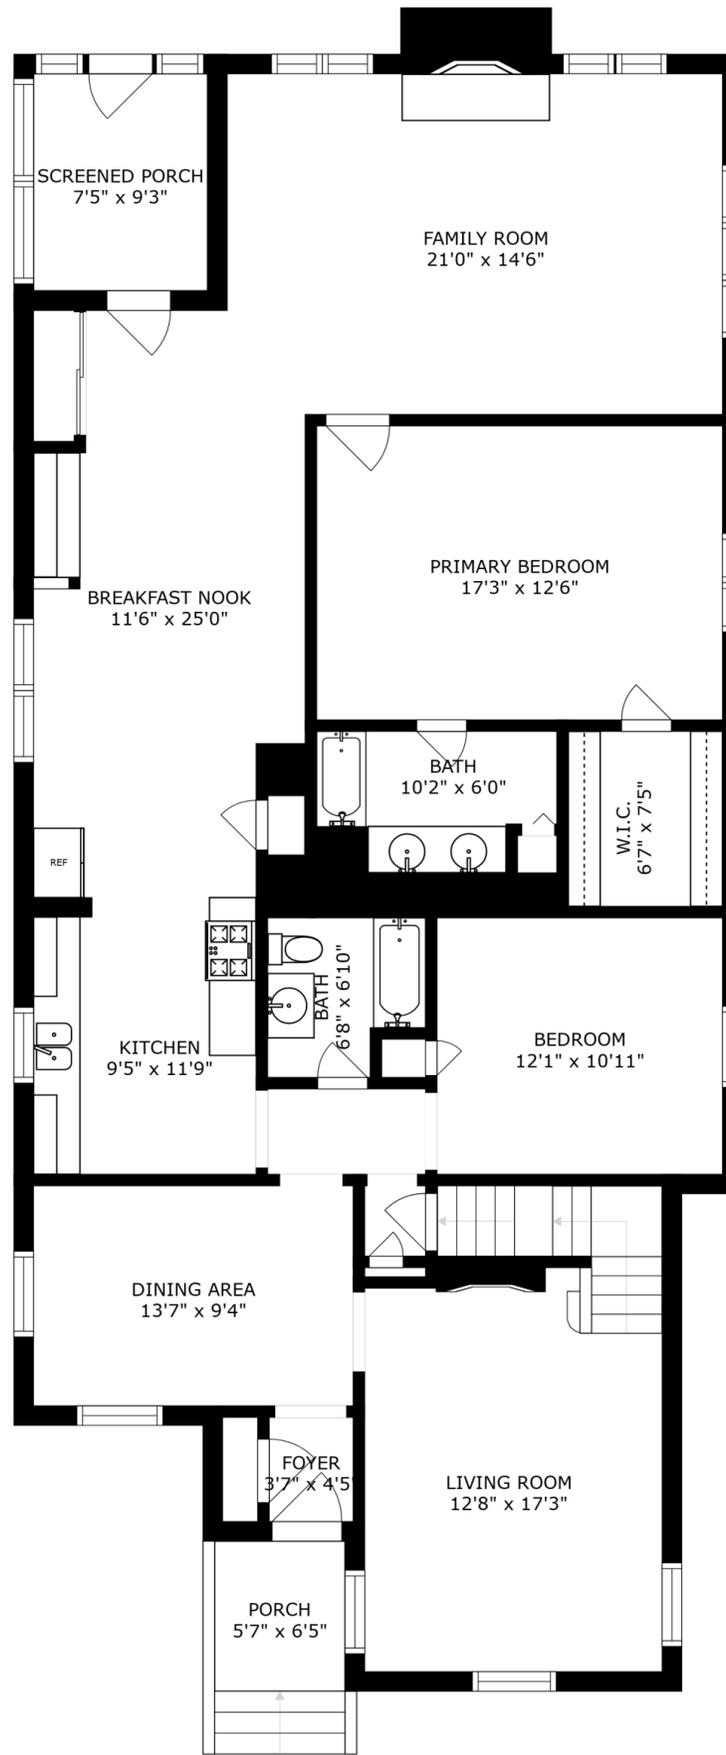 SCREENED PORCH
7'5" x 9'3"
FAMILY ROOM
21'0" x 14'6"
PRIMARY BEDROOM
17'3" x 12'6"
BREAKFAST NOOK
11'6" x 25'0"
BATH
10'2" x 6'0"
W.I.C.
6'7" x 7'5"
REF
BATH
6'8" x 6'10"
KITCHEN
9'5" x 11'9"
BEDROOM
12'1" x 10'11"
DINING AREA
13'7" x 9'4"
FOYER
3'7" x 4'5"
LIVING ROOM
12'8" x 17'3"
PORCH
5'7" x 6'5"